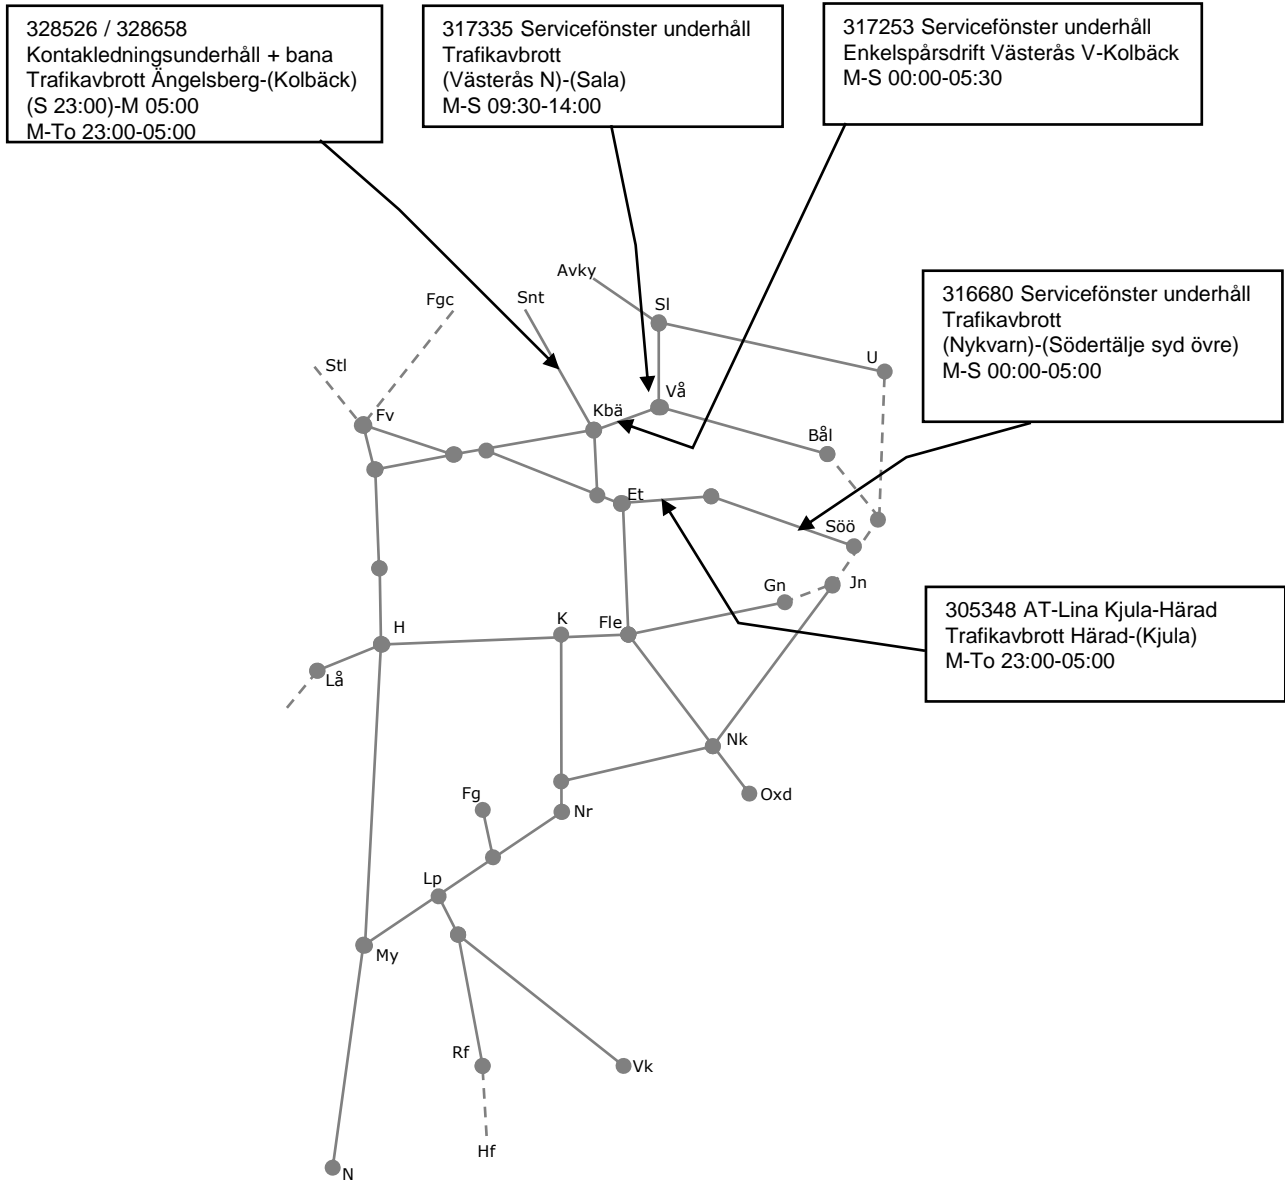 328526 / 328658
Kontakledningsunderhåll + bana
Trafikavbrott Ängelsberg-(Kolbäck)
(S 23:00)-M 05:00
M-To 23:00-05:00
317335 Servicefönster underhåll
Trafikavbrott
(Västerås N)-(Sala)
M-S 09:30-14:00
317253 Servicefönster underhåll
Enkelspårsdrift Västerås V-Kolbäck
M-S 00:00-05:30
316680 Servicefönster underhåll
Trafikavbrott
(Nykvarn)-(Södertälje syd övre)
M-S 00:00-05:00
305348 AT-Lina Kjula-Härad
Trafikavbrott Härad-(Kjula)
M-To 23:00-05:00
Avky
Fgc
Snt
Sl
Stl
U
Vå
Fv
Kbä
Bål
Et
Söö
Gn
Jn
H
K
Fle
Lå
Nk
Fg
Oxd
Nr
Lp
My
Rf
Vk
Hf
N